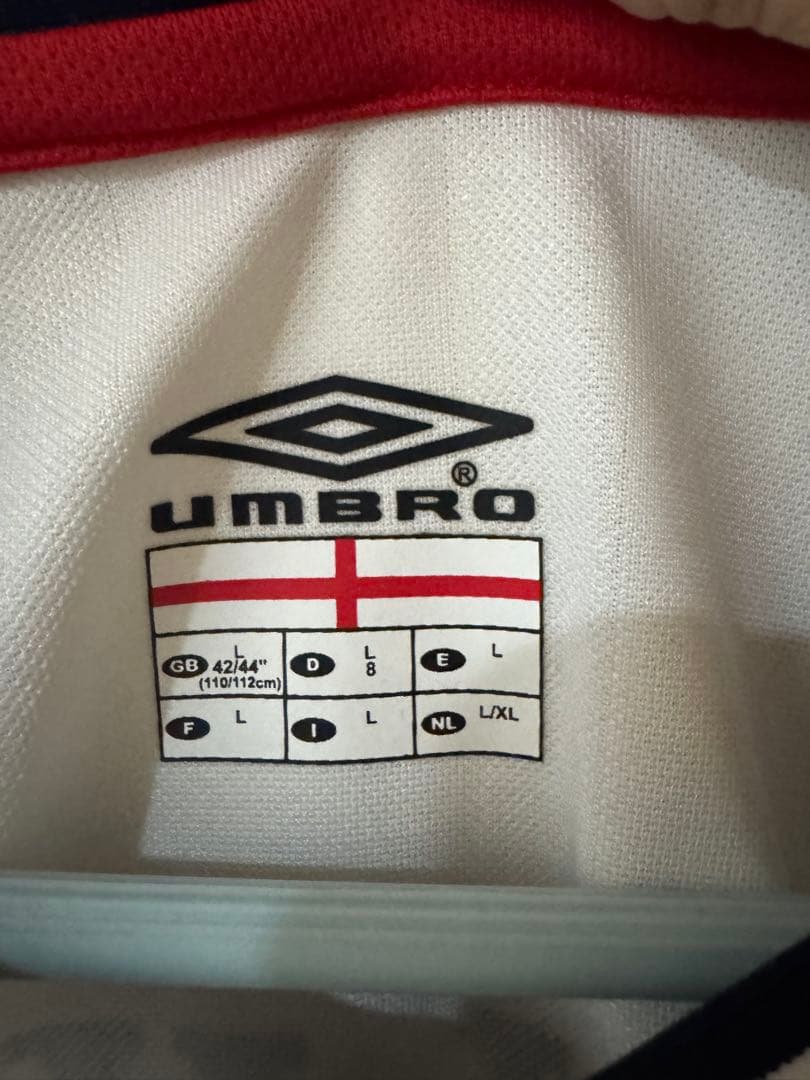 UMBRO®
GB L 42/44" (110/112cm)
D L 8
E L
F L
I L
NL L/XL